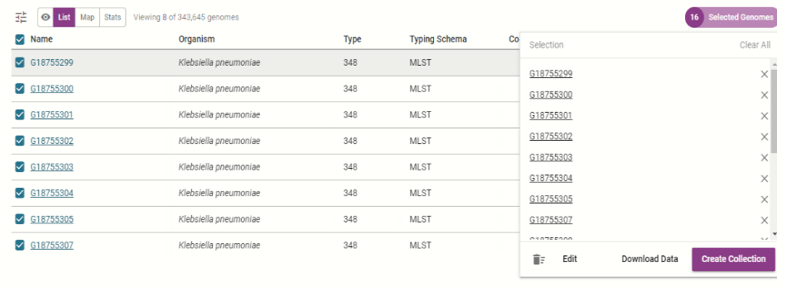 List Map Stats Viewing 8 of 343,645 genomes 16 Selected Genomes
Name Organism Type Typing Schema Co
G18755299 Klebsiella pneumoniae 348 MLST
G18755300 Klebsiella pneumoniae 348 MLST
G18755301 Klebsiella pneumoniae 348 MLST
G18755302 Klebsiella pneumoniae 348 MLST
G18755303 Klebsiella pneumoniae 348 MLST
G18755304 Klebsiella pneumoniae 348 MLST
G18755305 Klebsiella pneumoniae 348 MLST
G18755307 Klebsiella pneumoniae 348 MLST
Selection Clear All
G18755299
G18755300
G18755301
G18755302
G18755303
G18755304
G18755305
G18755307
Edit Download Data Create Collection